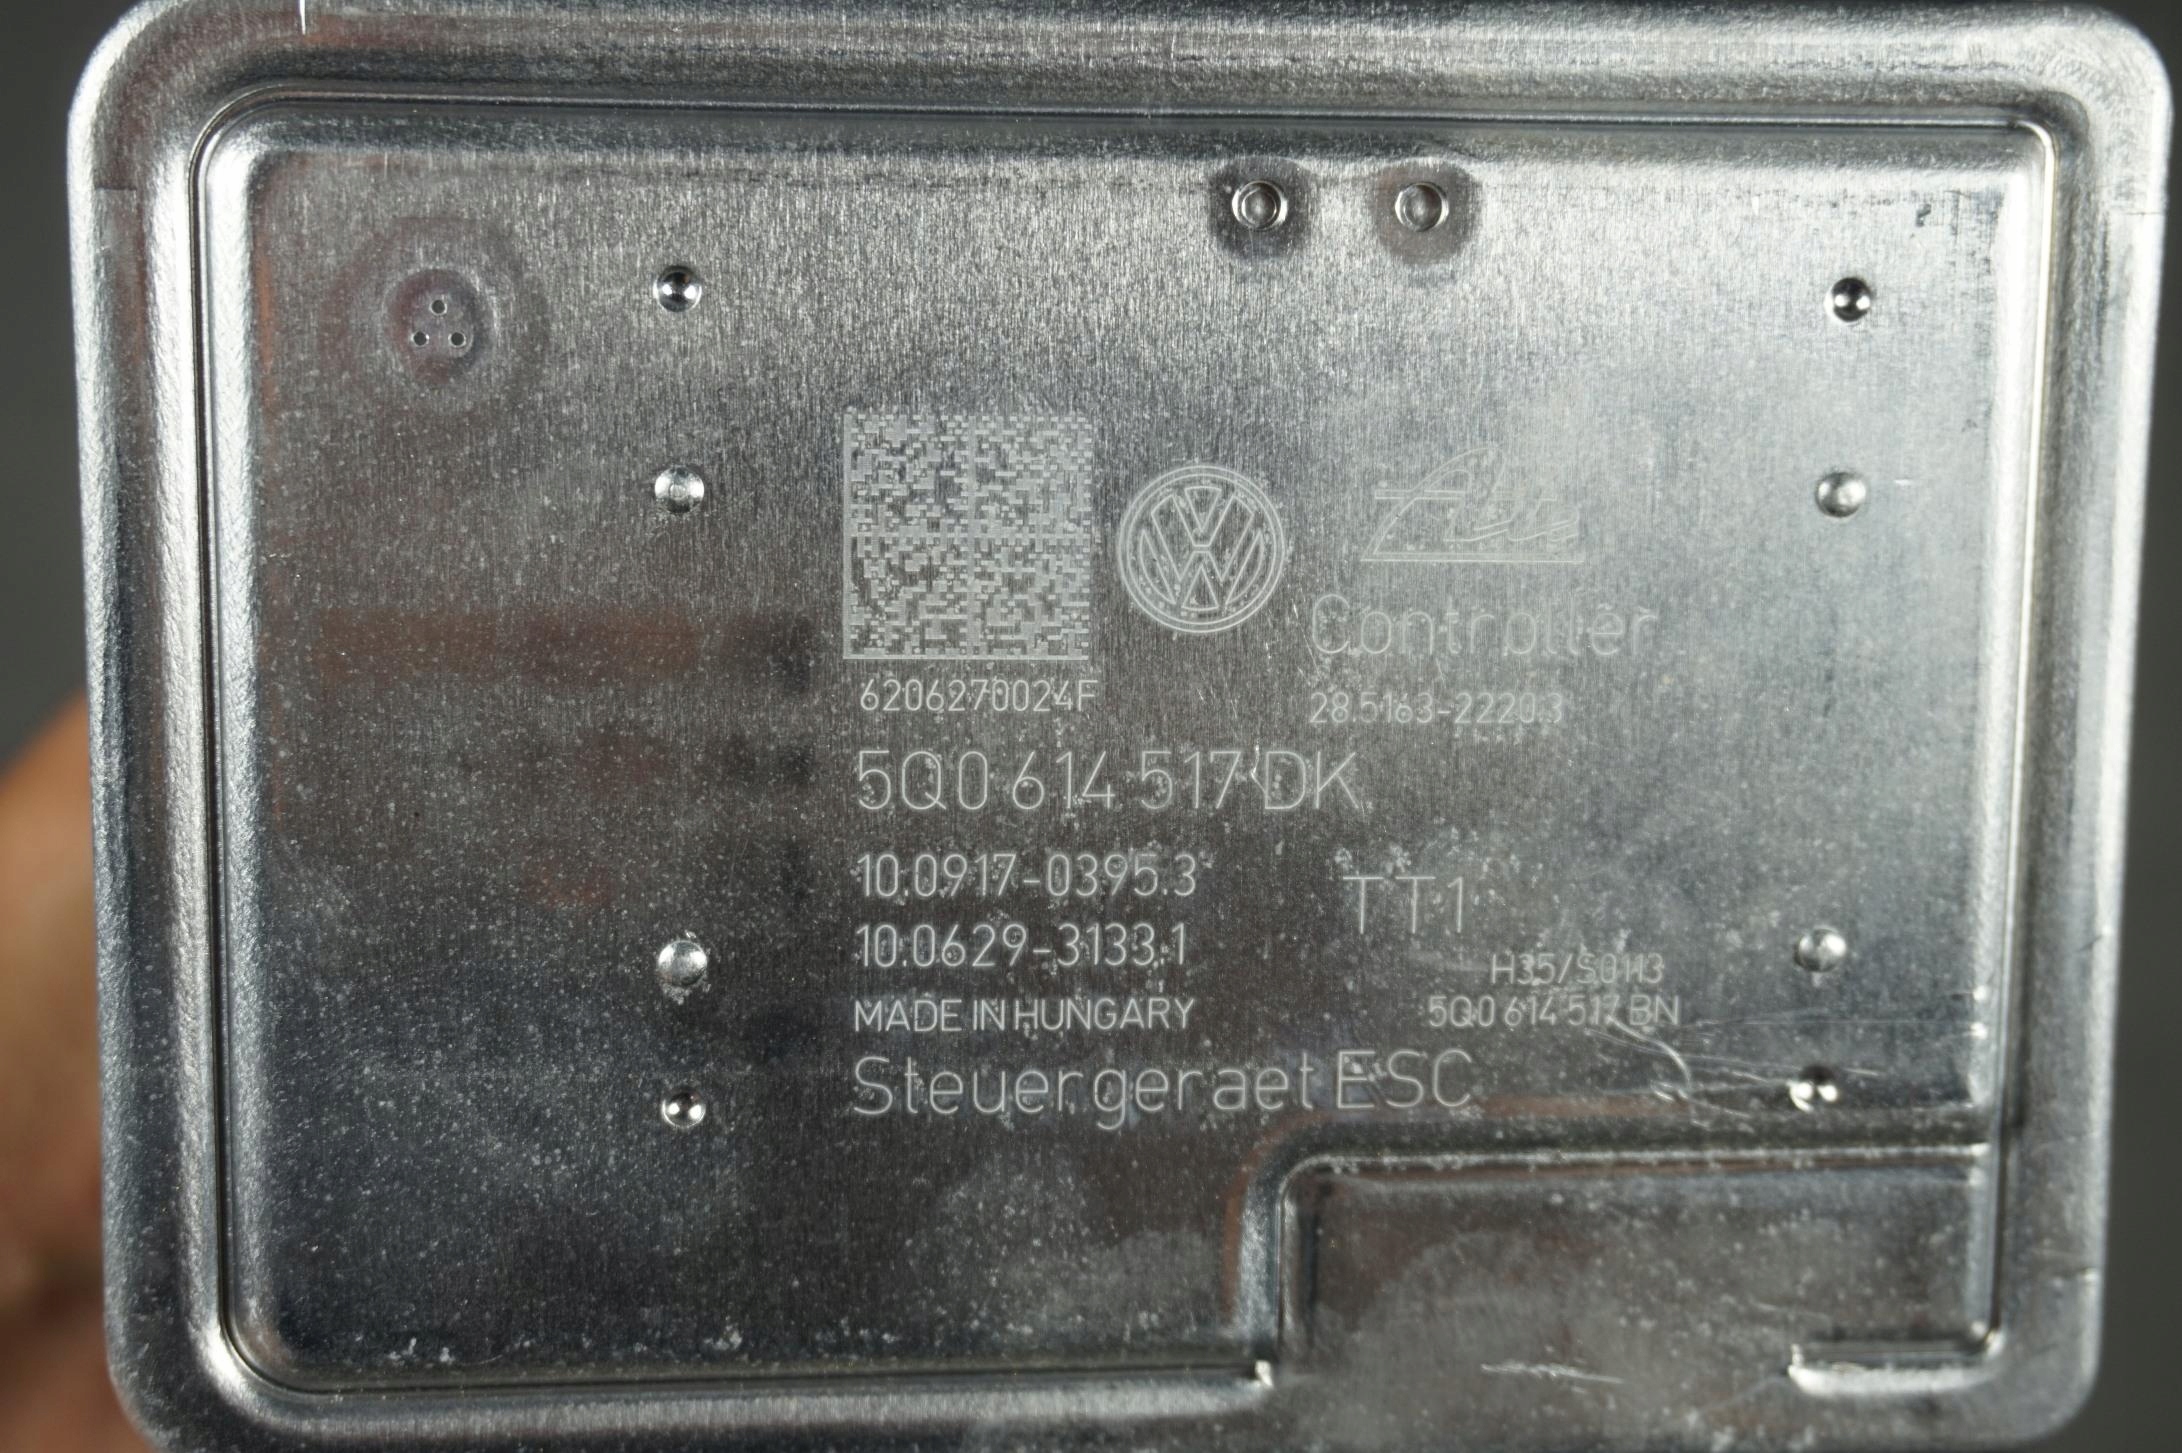 Ate
Controller
6206270024F
28.5163-2220.3
5Q0 614 517 DK
10.0917-0395.3
TT1
10.0629-3133.1
H35/S0113
MADE IN HUNGARY
5Q0 614 517 BN
Steuergeraet ESC